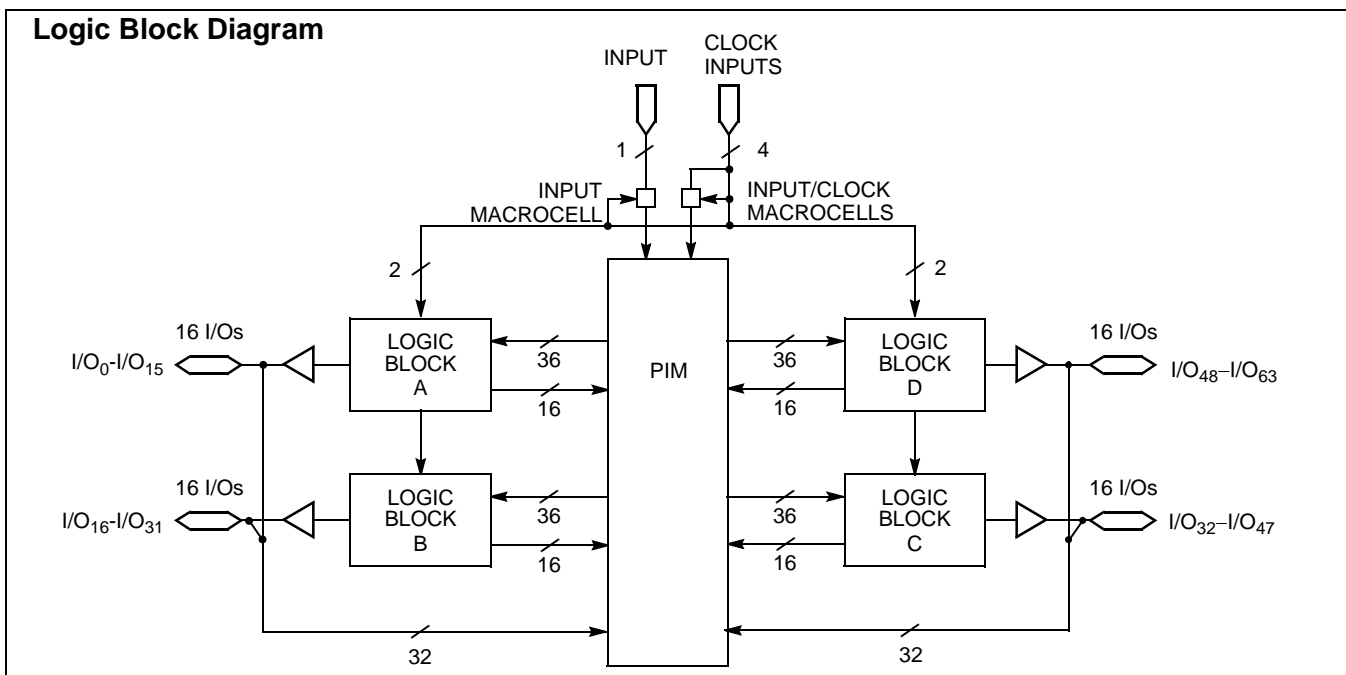 Logic Block Diagram
INPUT
CLOCK
INPUTS
1
4
INPUT
MACROCELL
INPUT/CLOCK
MACROCELLS
2
2
16 I/Os
I/O0-I/O15
LOGIC
BLOCK
A
36
16
PIM
36
16
LOGIC
BLOCK
D
16 I/Os
I/O48–I/O63
16 I/Os
I/O16-I/O31
LOGIC
BLOCK
B
36
16
36
16
LOGIC
BLOCK
C
16 I/Os
I/O32–I/O47
32
32